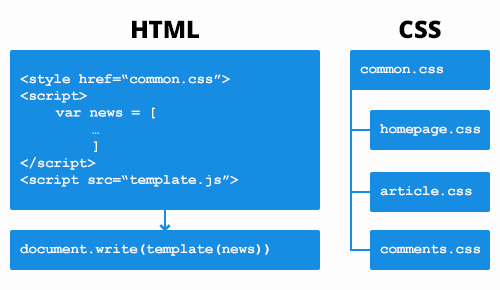 HTML
<style href=“common.css”>
<script>
var news = [
…
]
</script>
<script src=“template.js”>
document.write(template(news))
CSS
common.css
homepage.css
article.css
comments.css